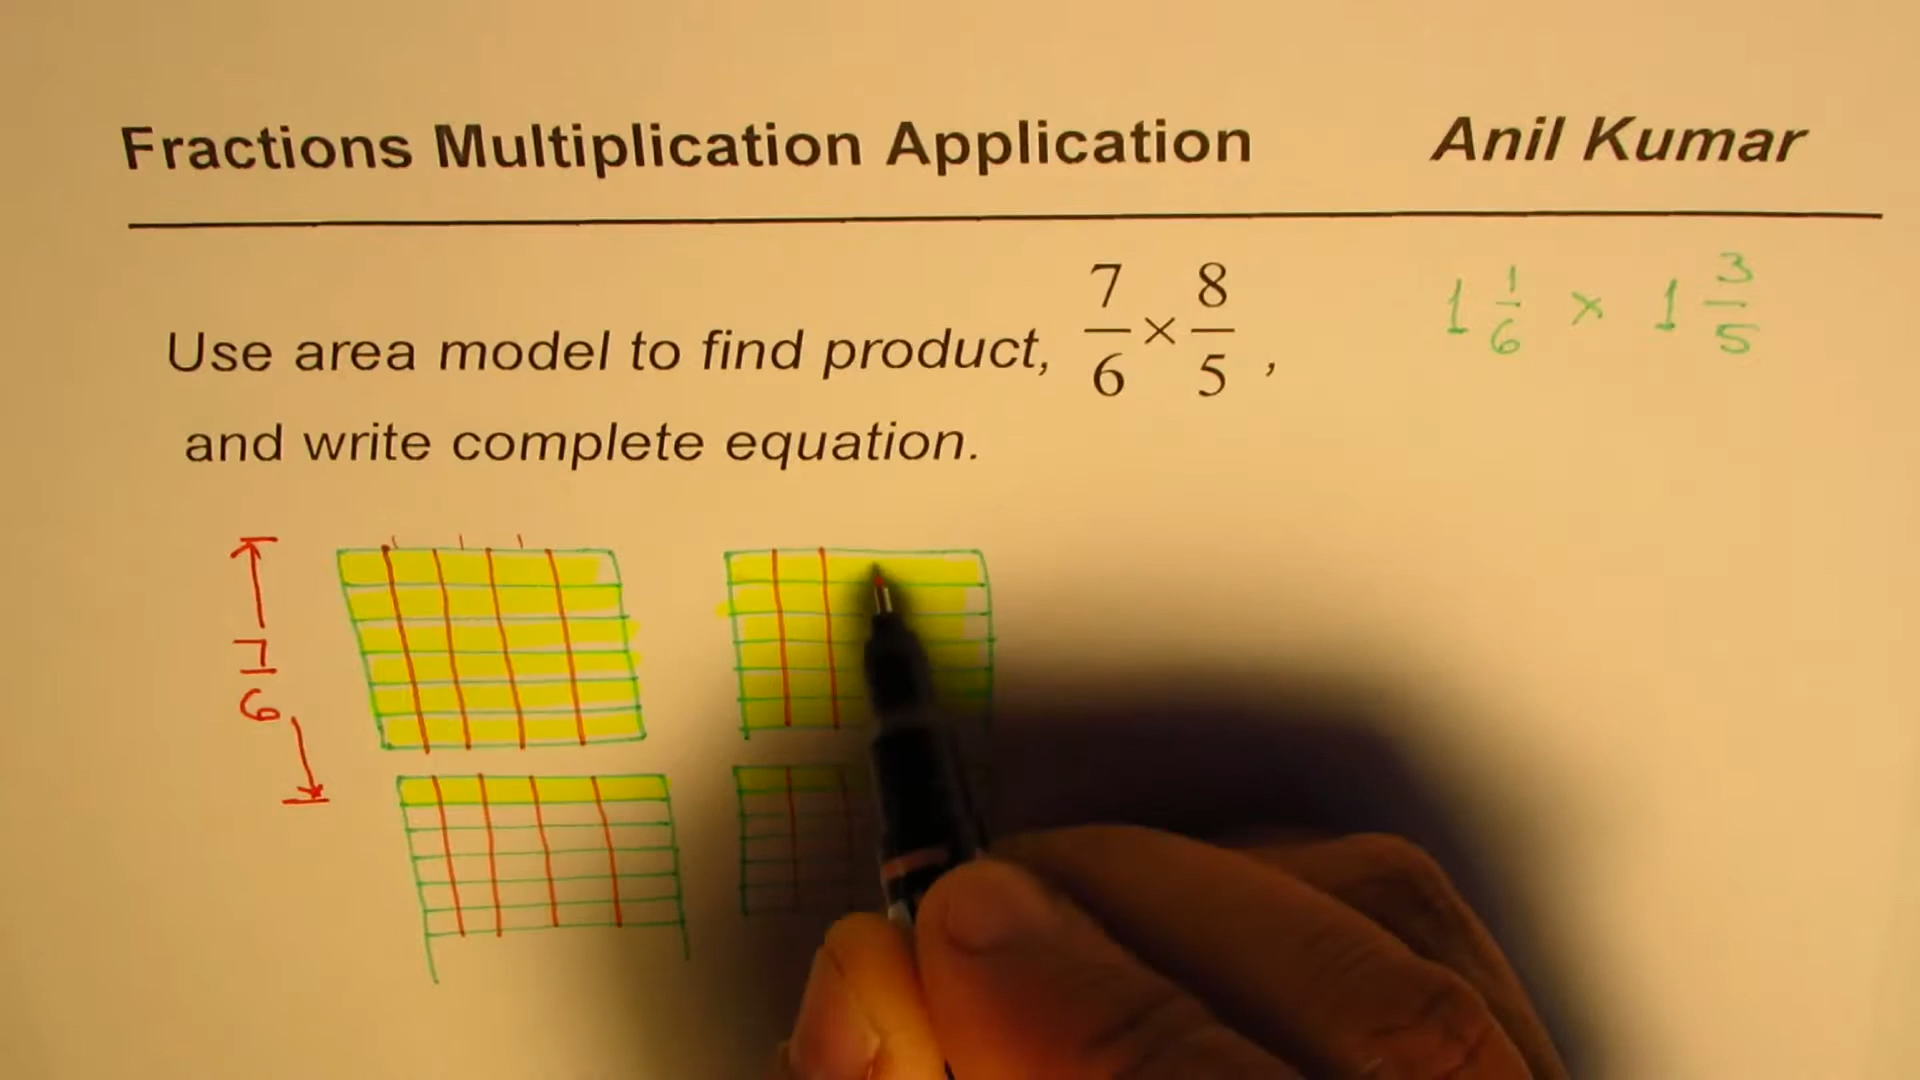 Fractions Multiplication Application Anil Kumar
Use area model to find product, 7/6 × 8/5 , 1 1/6 × 1 3/5
and write complete equation.
7/6